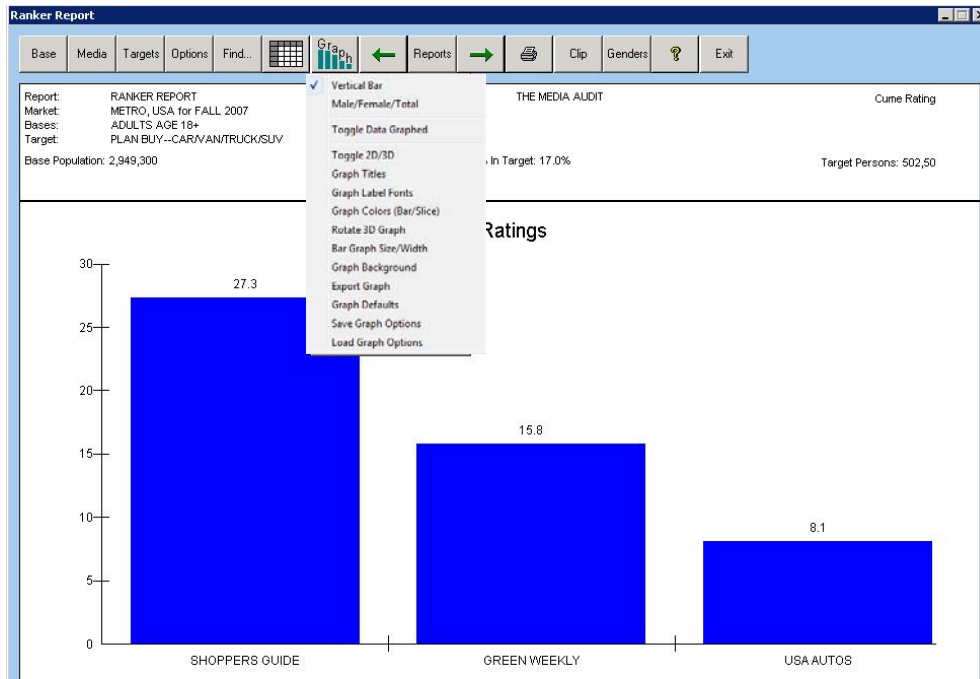 Ranker Report
Base Media Targets Options Find... Graph Reports Clip Genders ? Exit
Report: RANKER REPORT THE MEDIA AUDIT Cume Rating
Market: METRO, USA for FALL 2007
Bases: ADULTS AGE 18+
Target: PLAN BUY--CAR/VAN/TRUCK/SUV
Base Population: 2,949,300 In Target: 17.0% Target Persons: 502,50
Vertical Bar
Male/Female/Total
Toggle Data Graphed
Toggle 2D/3D
Graph Titles
Graph Label Fonts
Graph Colors (Bar/Slice)
Rotate 3D Graph
Bar Graph Size/Width
Graph Background
Export Graph
Graph Defaults
Save Graph Options
Load Graph Options
Ratings
30
27.3
25
20
15.8
15
10
8.1
5
0
SHOPPERS GUIDE GREEN WEEKLY USA AUTOS